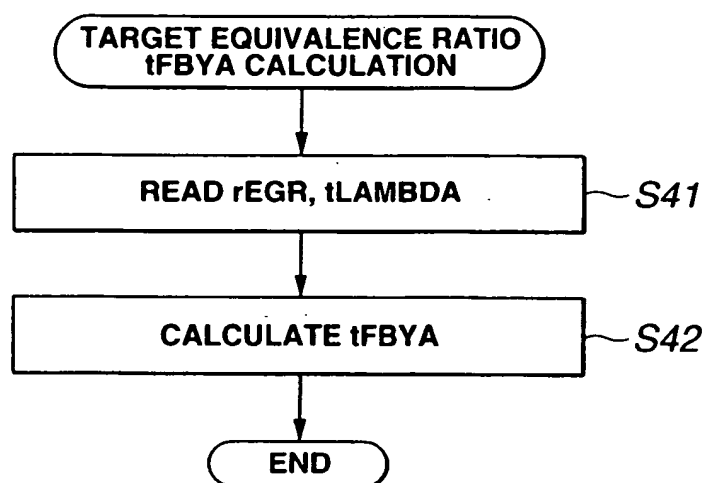 TARGET EQUIVALENCE RATIO
tFBYA CALCULATION
READ rEGR, tLAMBDA
S41
CALCULATE tFBYA
S42
END